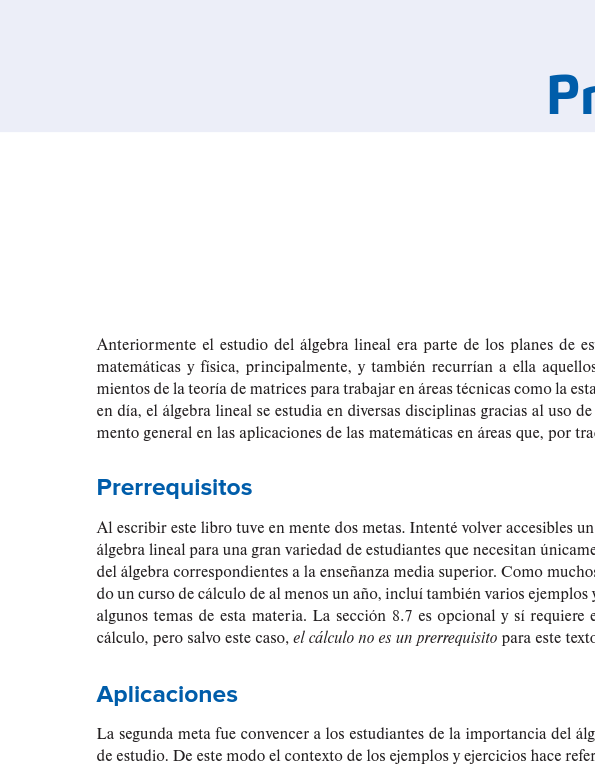 Pr
Anteriormente el estudio del álgebra lineal era parte de los planes de es
matemáticas y física, principalmente, y también recurrían a ella aquellos
mientos de la teoría de matrices para trabajar en áreas técnicas como la esta
en día, el álgebra lineal se estudia en diversas disciplinas gracias al uso de
mento general en las aplicaciones de las matemáticas en áreas que, por tra
Prerrequisitos
Al escribir este libro tuve en mente dos metas. Intenté volver accesibles un
álgebra lineal para una gran variedad de estudiantes que necesitan únicame
del álgebra correspondientes a la enseñanza media superior. Como muchos
do un curso de cálculo de al menos un año, incluí también varios ejemplos y
algunos temas de esta materia. La sección 8.7 es opcional y sí requiere e
cálculo, pero salvo este caso, el cálculo no es un prerrequisito para este texto
Aplicaciones
La segunda meta fue convencer a los estudiantes de la importancia del álg
de estudio. De este modo el contexto de los ejemplos y ejercicios hace refer